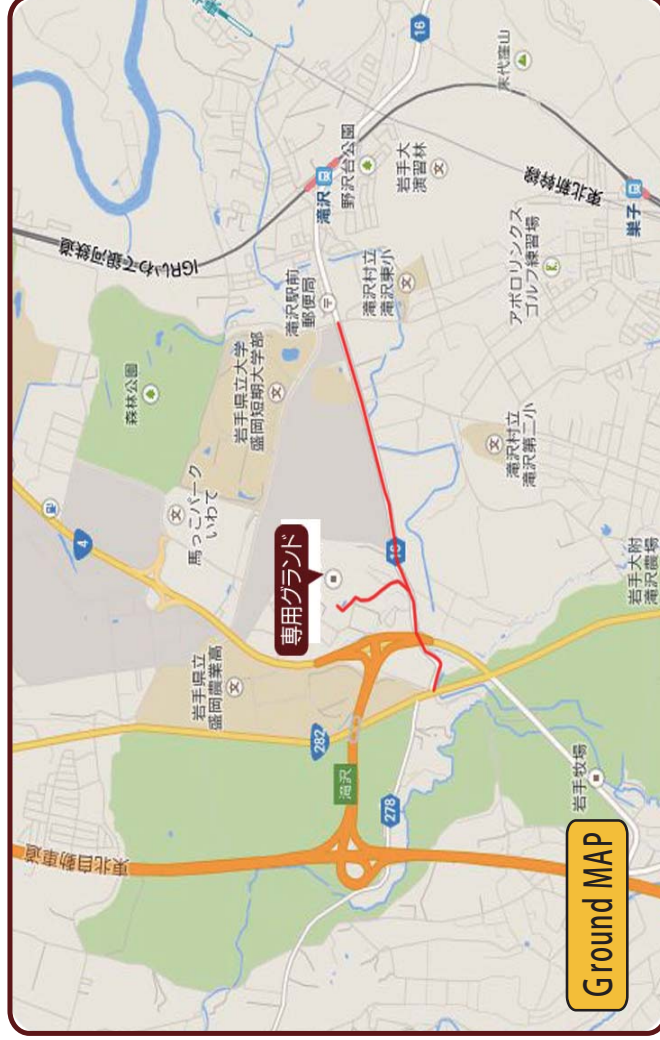 16
末代窪山
滝沢
野沢台公園
岩手大
演習林
東北新幹線
巣子
IGRいわて銀河鉄道
滝沢駅前
郵便局
滝沢村立
滝沢東小
アポロリンクス
ゴルフ練習場
森林公園
岩手県立大学
盛岡短期大学部
滝沢村立
滝沢第二小
4
馬っこパーク
いわて
専用グランド
16
岩手県立
盛岡農業高
282
岩手大附
滝沢農場
滝沢
278
岩手牧場
東北自動車道
Ground MAP